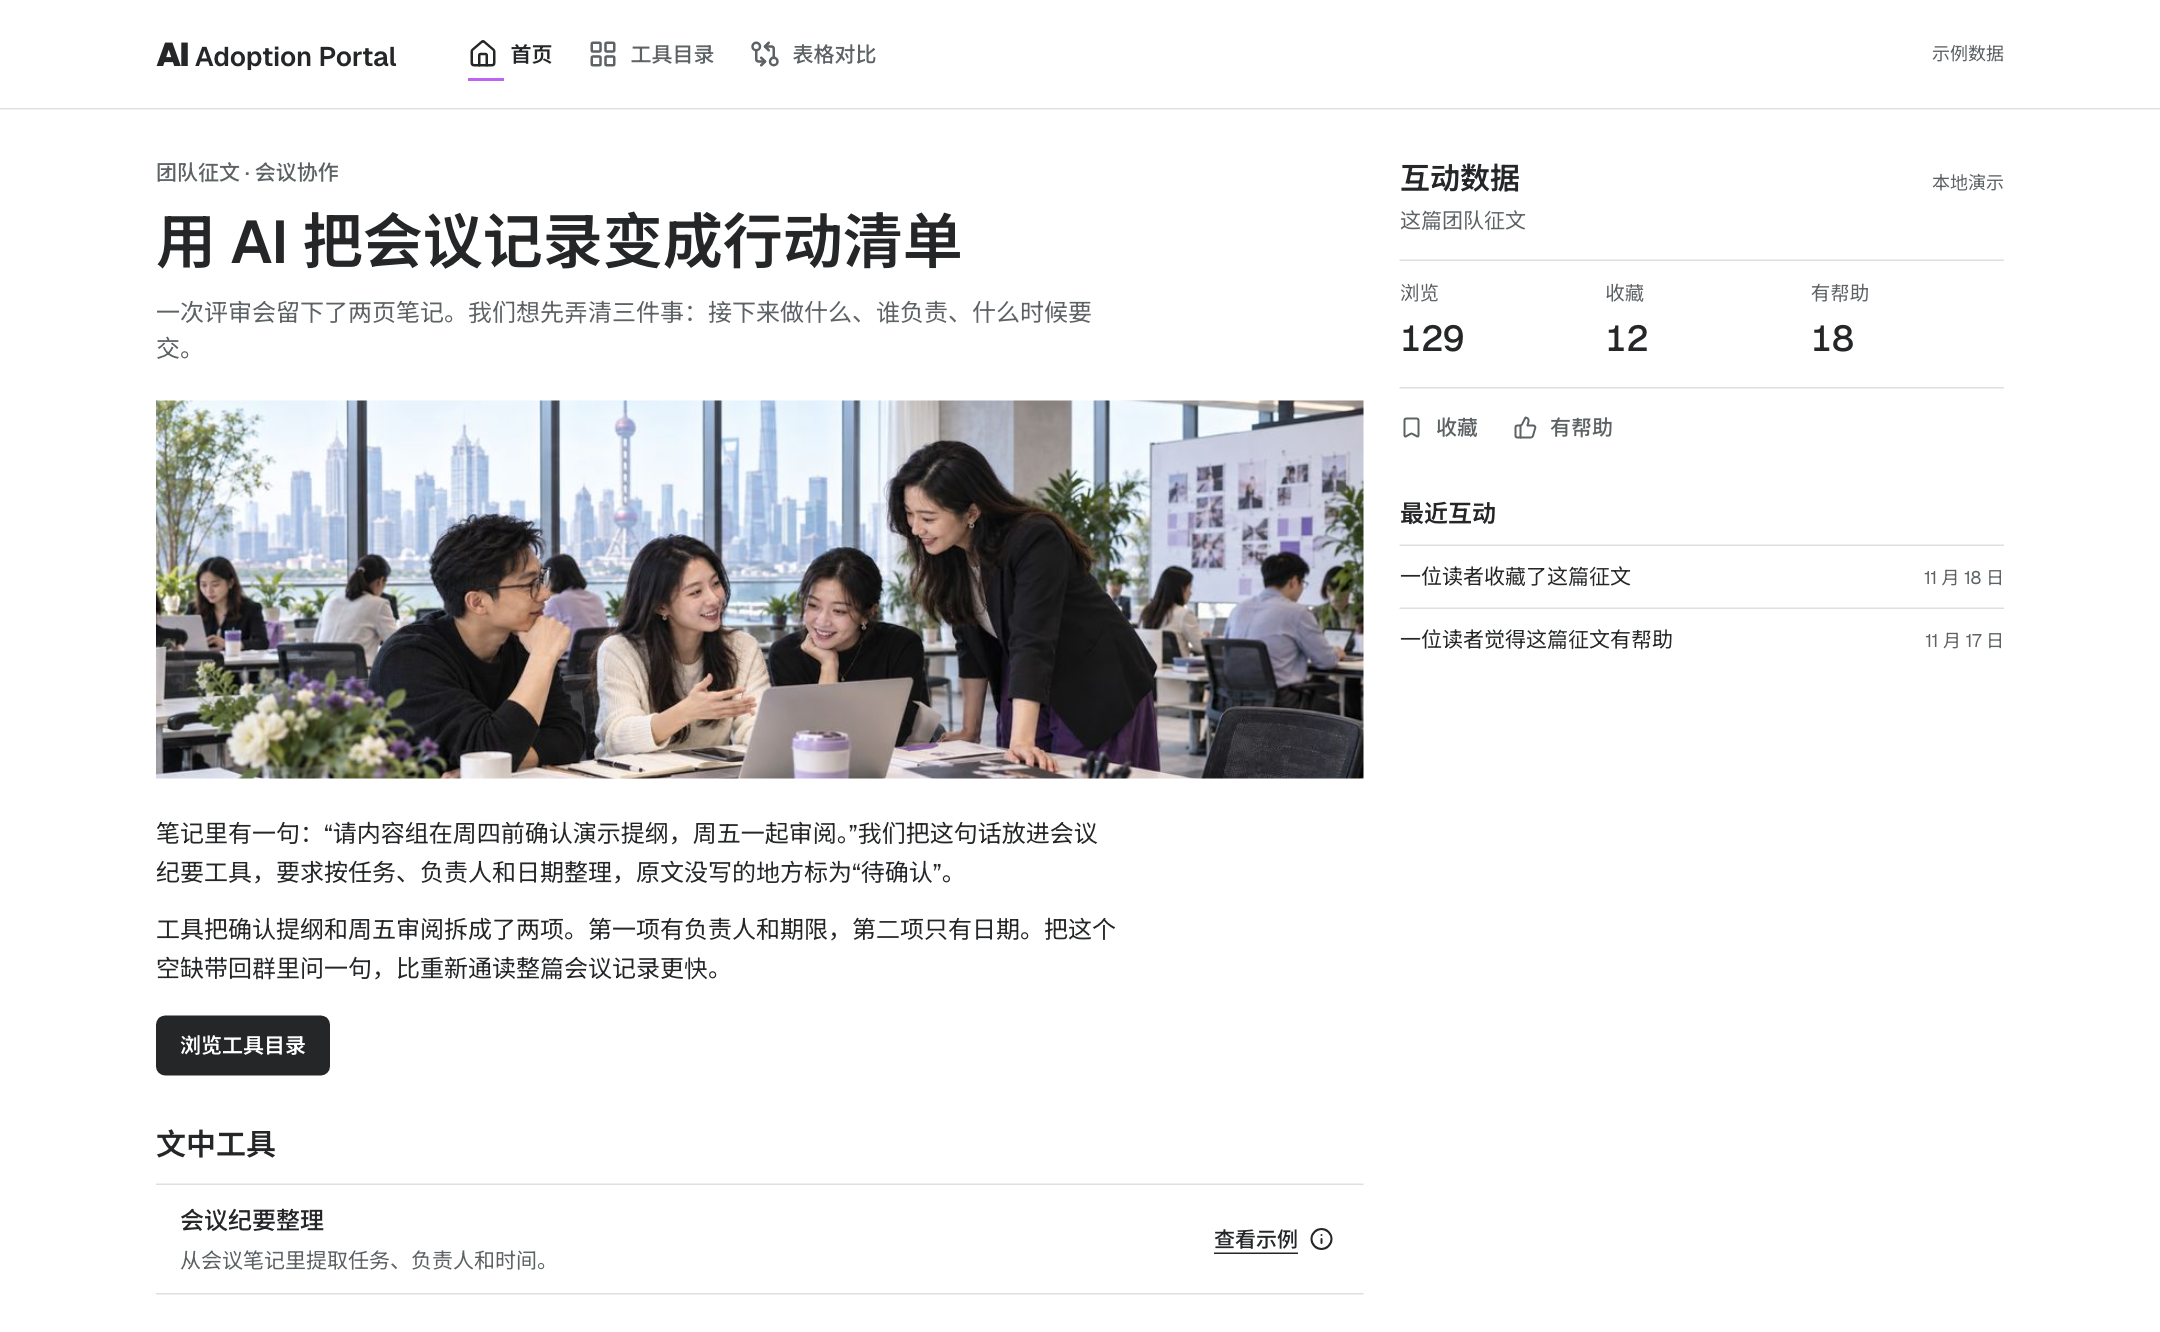 AI Adoption Portal
首页
工具目录
表格对比
示例数据
团队征文 · 会议协作
用 AI 把会议记录变成行动清单
一次评审会留下了两页笔记。我们想先弄清三件事：接下来做什么、谁负责、什么时候要
交。
笔记里有一句：“请内容组在周四前确认演示提纲，周五一起审阅。”我们把这句话放进会议
纪要工具，要求按任务、负责人和日期整理，原文没写的地方标为“待确认”。
工具把确认提纲和周五审阅拆成了两项。第一项有负责人和期限，第二项只有日期。把这个
空缺带回群里问一句，比重新通读整篇会议记录更快。
浏览工具目录
文中工具
会议纪要整理
从会议笔记里提取任务、负责人和时间。
查看示例
互动数据
本地演示
这篇团队征文
浏览
收藏
有帮助
129
12
18
收藏
有帮助
最近互动
一位读者收藏了这篇征文
11 月 18 日
一位读者觉得这篇征文有帮助
11 月 17 日